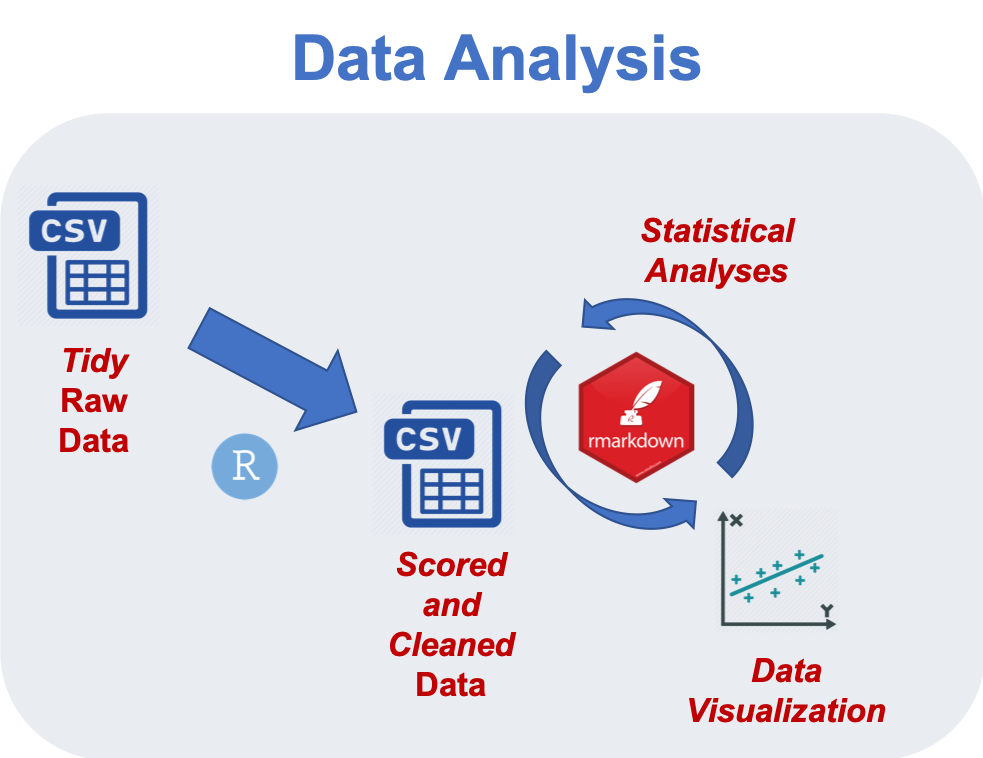 Data Analysis
CSV
Tidy
Raw
Data
R
CSV
Scored
and
Cleaned
Data
Statistical
Analyses
rmarkdown
X
Y
Data
Visualization